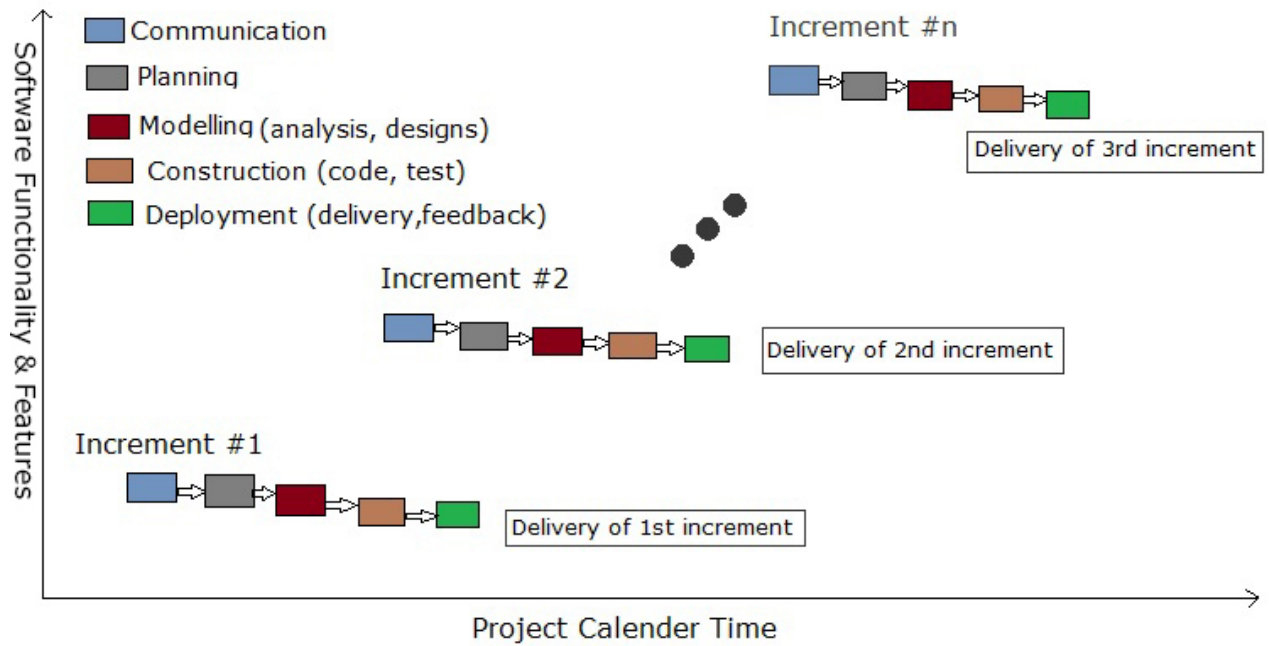 Software Functionality & Features
Communication
Planning
Modelling (analysis, designs)
Construction (code, test)
Deployment (delivery,feedback)
Increment #n
Delivery of 3rd increment
Increment #2
Delivery of 2nd increment
Increment #1
Delivery of 1st increment
Project Calender Time